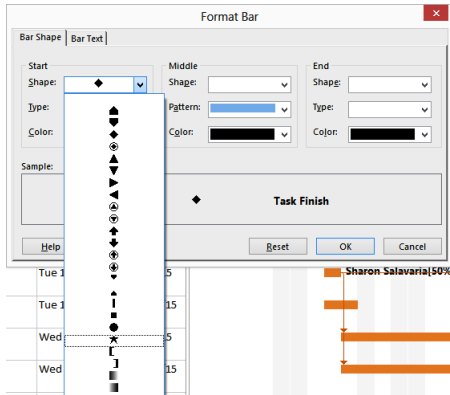 Format Bar
Bar Shape Bar Text
Start Middle End
Shape: Shape: Shape:
Type: Pattern: Type:
Color: Color: Color:
Sample:
Task Finish
Help Reset OK Cancel
Tue 1 5 Sharon Salavaria[50%
Tue 1 15
Wed 5
Wed 15